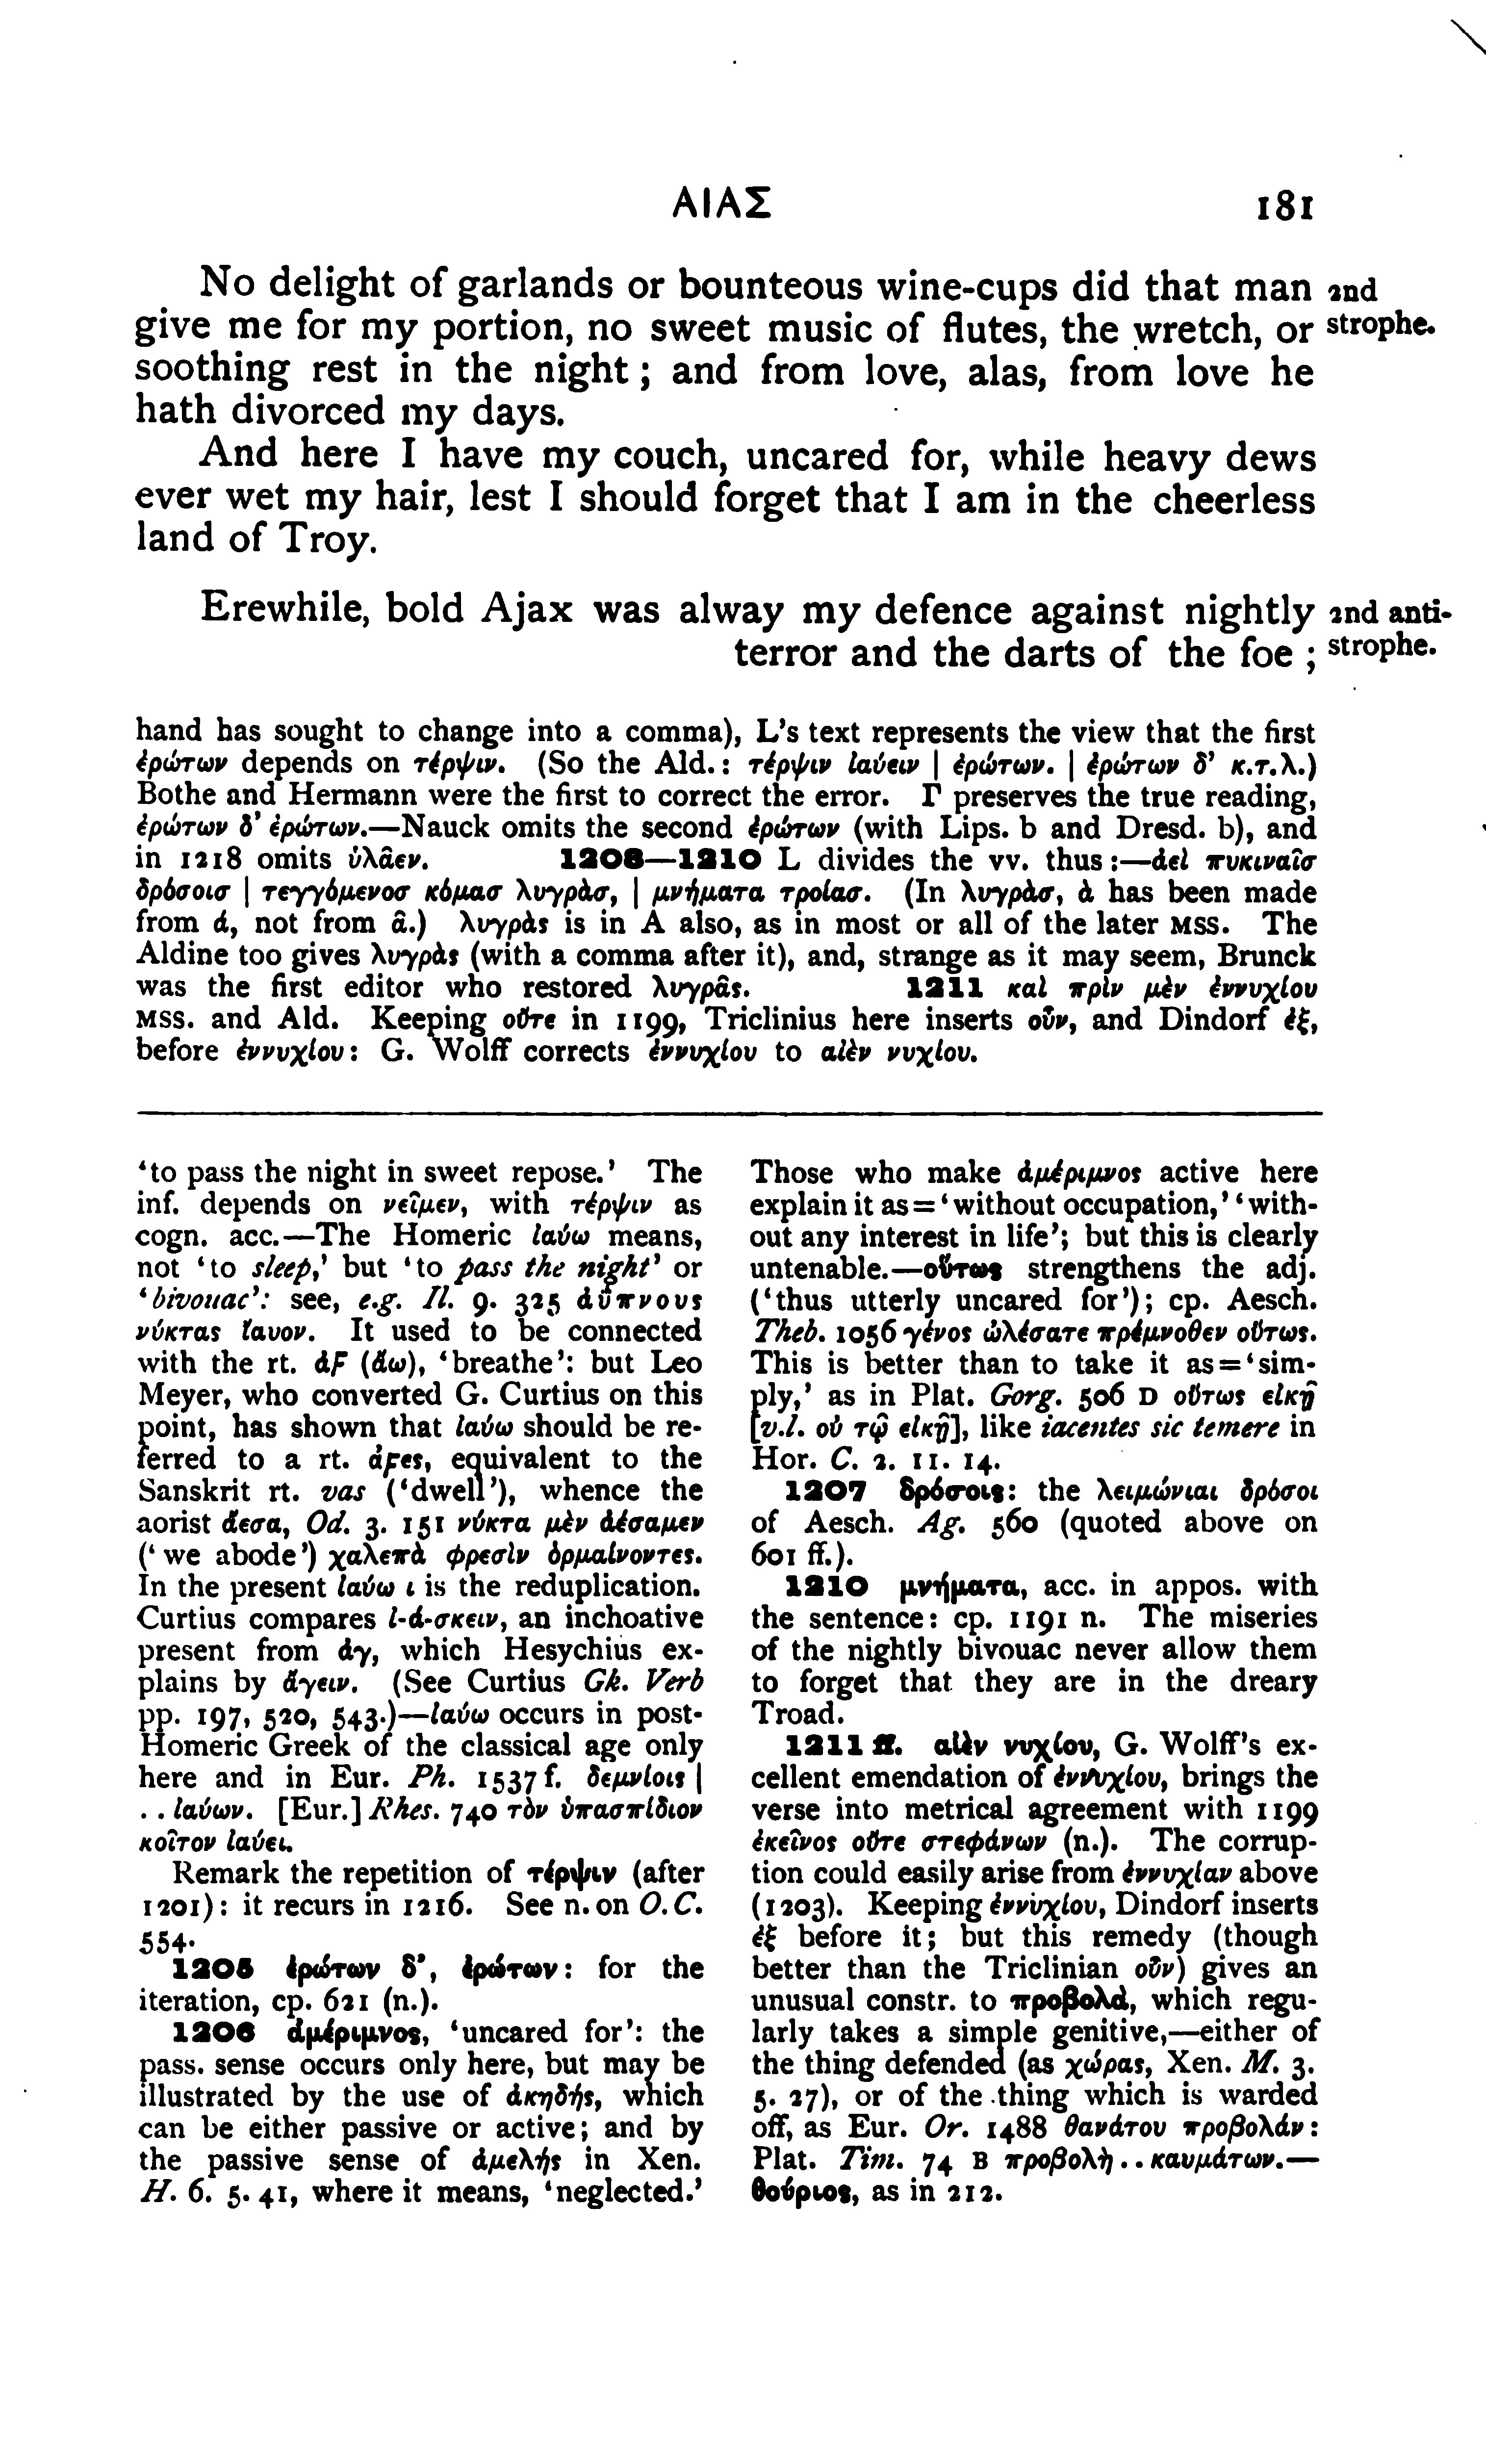 ΑΙΑΣ 181
No delight of garlands or bounteous wine-cups did that man 2nd
give me for my portion, no sweet music of flutes, the wretch, or strophe.
soothing rest in the night; and from love, alas, from love he
hath divorced my days.
And here I have my couch, uncared for, while heavy dews
ever wet my hair, lest I should forget that I am in the cheerless
land of Troy.
Erewhile, bold Ajax was alway my defence against nightly 2nd anti-
terror and the darts of the foe; strophe.
hand has sought to change into a comma), L's text represents the view that the first
ἐρώτων depends on τέρψιν. (So the Ald.: τέρψιν ἰαύειν | ἐρώτων. | ἐρώτων δ' κ.τ.λ.)
Bothe and Hermann were the first to correct the error. Γ preserves the true reading,
ἐρώτων δ' ἐρώτων.—Nauck omits the second ἐρώτων (with Lips. b and Dresd. b), and
in 1218 omits ὑλᾶεν. 1208—1210 L divides the vv. thus:—ἀεὶ πυκιναῖσ
δρόσοισ | τεγγόμενοσ κόμασ λυγρὰσ, | μνήματα τροίασ. (In λυγρὰσ, ὰ has been made
from ά, not from ᾶ.) λυγρὰς is in A also, as in most or all of the later MSS. The
Aldine too gives λυγρὰς (with a comma after it), and, strange as it may seem, Brunck
was the first editor who restored λυγρᾶς. 1211 καὶ πρὶν μὲν ἐννυχίου
MSS. and Ald. Keeping οὔτε in 1199, Triclinius here inserts οὖν, and Dindorf ἐξ,
before ἐννυχίου: G. Wolff corrects ἐννυχίου to αἰὲν νυχίου.
'to pass the night in sweet repose.' The
inf. depends on νεῖμεν, with τέρψιν as
cogn. acc.—The Homeric ἰαύω means,
not 'to sleep,' but 'to pass the night' or
'bivouac': see, e.g. Il. 9. 325 ἀΰπνους
νύκτας ἴαυον. It used to be connected
with the rt. ἀϝ (ἄω), 'breathe': but Leo
Meyer, who converted G. Curtius on this
point, has shown that ἰαύω should be re-
ferred to a rt. ἀϝες, equivalent to the
Sanskrit rt. vas ('dwell'), whence the
aorist ἄεσα, Od. 3. 151 νύκτα μὲν ἀέσαμεν
('we abode') χαλεπὰ φρεσὶν ὁρμαίνοντες.
In the present ἰαύω ι is the reduplication.
Curtius compares ἰ-ά-σκειν, an inchoative
present from ἀγ, which Hesychius ex-
plains by ἄγειν. (See Curtius Gk. Verb
pp. 197, 520, 543.)—ἰαύω occurs in post-
Homeric Greek of the classical age only
here and in Eur. Ph. 1537 f. δεμνίοις |
. . ἰαύων. [Eur.] Rhes. 740 τὸν ὑπασπίδιον
κοῖτον ἰαύει.
Remark the repetition of τέρψιν (after
1201): it recurs in 1216. See n. on O. C.
554.
1205 ἐρώτων δ', ἐρώτων: for the
iteration, cp. 621 (n.).
1206 ἀμέριμνος, 'uncared for': the
pass. sense occurs only here, but may be
illustrated by the use of ἀκηδής, which
can be either passive or active; and by
the passive sense of ἀμελής in Xen.
H. 6. 5. 41, where it means, 'neglected.'
Those who make ἀμέριμνος active here
explain it as='without occupation,' 'with-
out any interest in life'; but this is clearly
untenable.—οὕτως strengthens the adj.
('thus utterly uncared for'); cp. Aesch.
Theb. 1056 γένος ὠλέσατε πρέμνοθεν οὕτως.
This is better than to take it as='sim-
ply,' as in Plat. Gorg. 506 D οὕτως εἰκῇ
[v.l. οὐ τῷ εἰκῇ], like iacentes sic temere in
Hor. C. 2. 11. 14.
1207 δρόσοις: the λειμώνιαι δρόσοι
of Aesch. Ag. 560 (quoted above on
601 ff.).
1210 μνήματα, acc. in appos. with
the sentence: cp. 1191 n. The miseries
of the nightly bivouac never allow them
to forget that they are in the dreary
Troad.
1211 ff. αἰὲν νυχίου, G. Wolff's ex-
cellent emendation of ἐννυχίου, brings the
verse into metrical agreement with 1199
ἐκεῖνος οὔτε στεφάνων (n.). The corrup-
tion could easily arise from ἐννυχίαν above
(1203). Keeping ἐννυχίου, Dindorf inserts
ἐξ before it; but this remedy (though
better than the Triclinian οὖν) gives an
unusual constr. to προβολά, which regu-
larly takes a simple genitive,—either of
the thing defended (as χώρας, Xen. M. 3.
5. 27), or of the thing which is warded
off, as Eur. Or. 1488 θανάτου προβολάν:
Plat. Tim. 74 B προβολὴ . . καυμάτων.—
θούριος, as in 212.